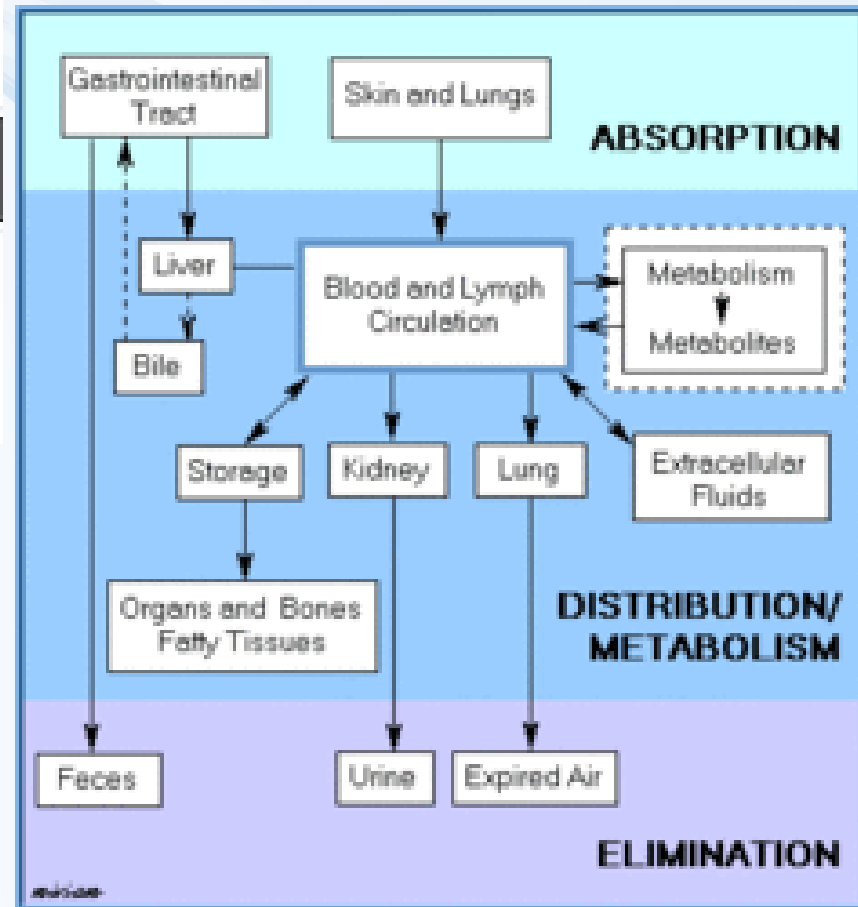 Gastrointestinal
Tract
Skin and Lungs
ABSORPTION
Liver
Blood and Lymph
Circulation
Metabolism
Metabolites
Bile
Storage
Kidney
Lung
Extracellular
Fluids
Organs and Bones
Fatty Tissues
DISTRIBUTION/
METABOLISM
Feces
Urine
Expired Air
ELIMINATION